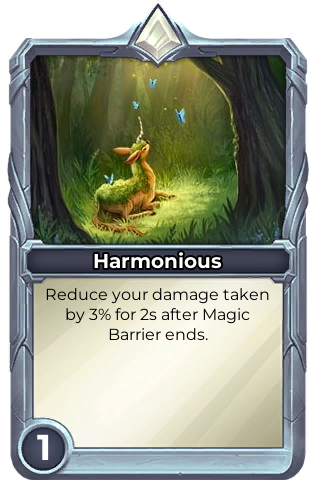 Harmonious
Reduce your damage taken
by 3% for 2s after Magic
Barrier ends.
1